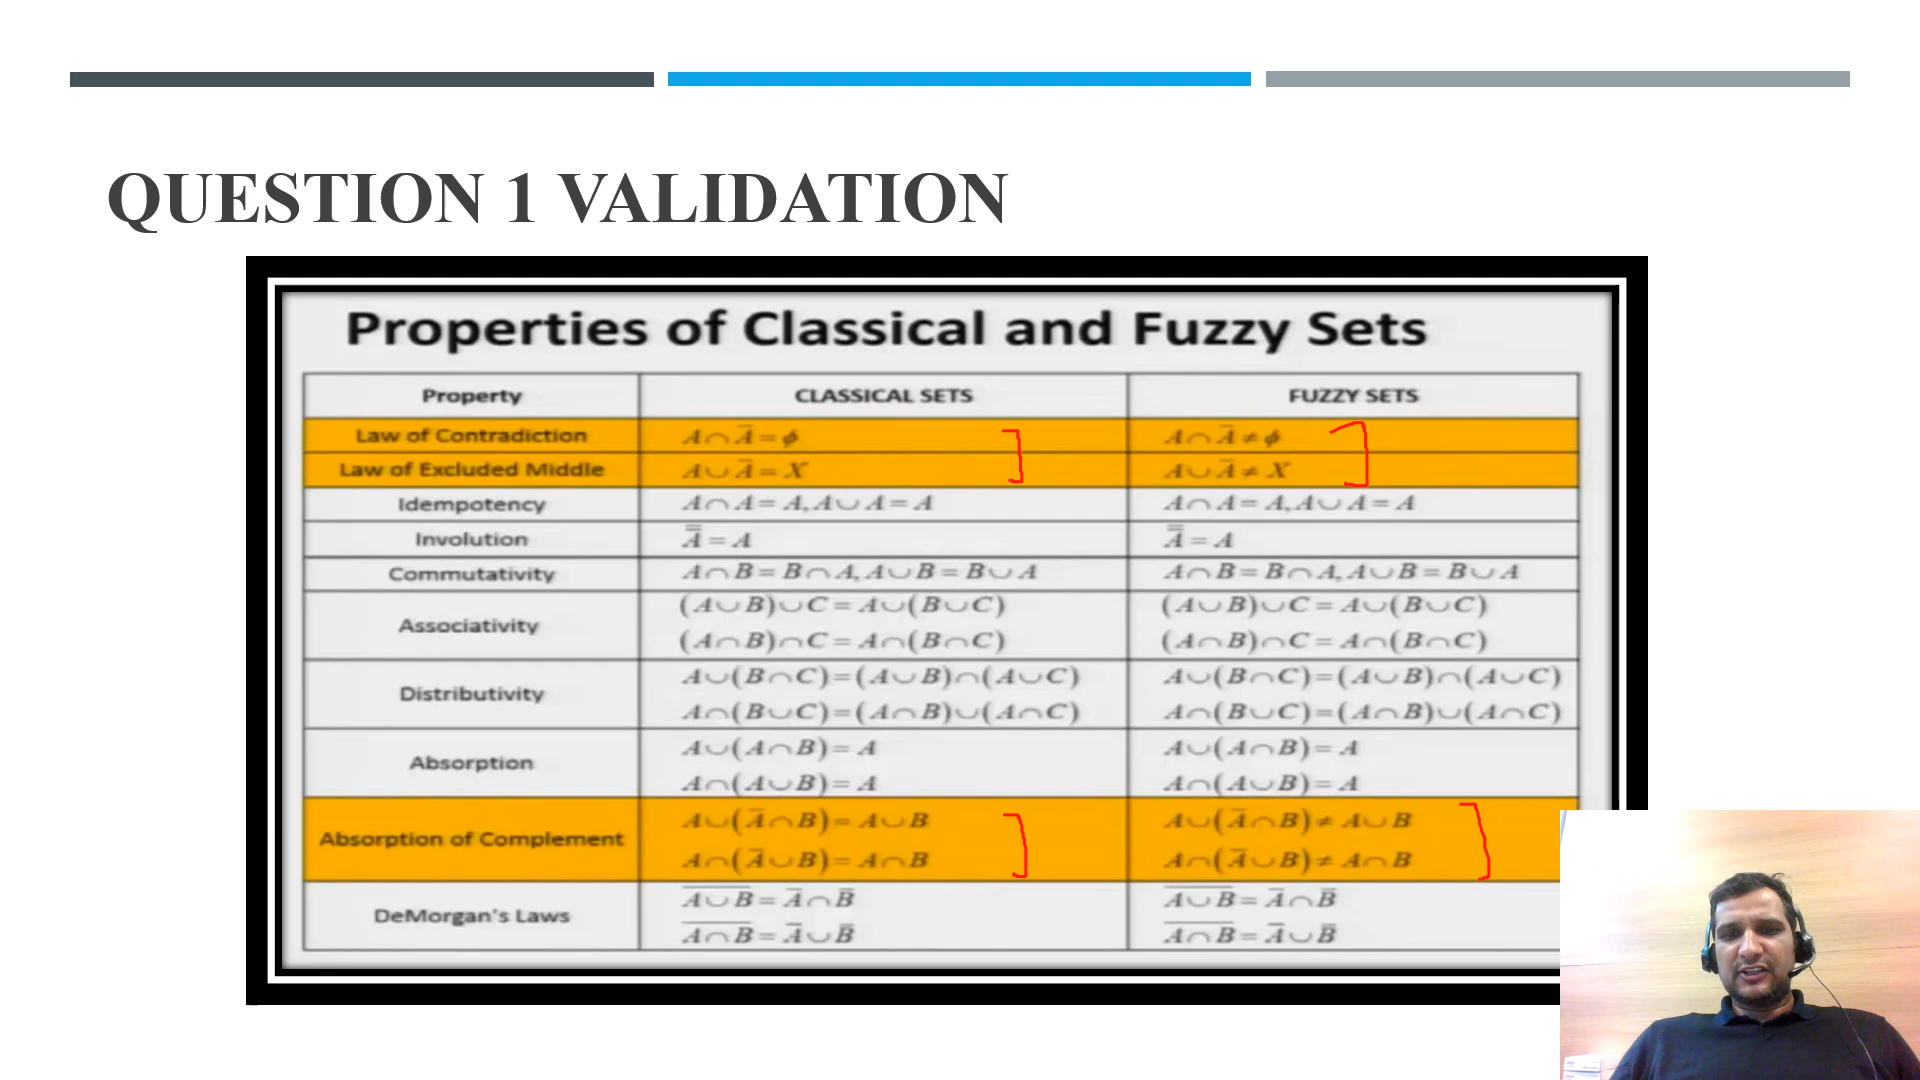 QUESTION 1 VALIDATION
Properties of Classical and Fuzzy Sets
Property CLASSICAL SETS FUZZY SETS
Law of Contradiction A∩A̅=ϕ A∩A̅≠ϕ
Law of Excluded Middle A∪A̅=X A∪A̅≠X
Idempotency A∩A=A, A∪A=A A∩A=A, A∪A=A
Involution A̿=A A̿=A
Commutativity A∩B=B∩A, A∪B=B∪A A∩B=B∩A, A∪B=B∪A
Associativity
(A∪B)∪C=A∪(B∪C) (A∪B)∪C=A∪(B∪C)
(A∩B)∩C=A∩(B∩C) (A∩B)∩C=A∩(B∩C)
Distributivity
A∪(B∩C)=(A∪B)∩(A∪C) A∪(B∩C)=(A∪B)∩(A∪C)
A∩(B∪C)=(A∩B)∪(A∩C) A∩(B∪C)=(A∩B)∪(A∩C)
Absorption
A∪(A∩B)=A A∪(A∩B)=A
A∩(A∪B)=A A∩(A∪B)=A
Absorption of Complement
A∪(A̅∩B)=A∪B A∪(A̅∩B)≠A∪B
A∩(A̅∪B)=A∩B A∩(A̅∪B)≠A∩B
DeMorgan's Laws
A̅∪̅B̅=A̅∩B̅ A̅∪̅B̅=A̅∩B̅
A̅∩̅B̅=A̅∪B̅ A̅∩̅B̅=A̅∪B̅